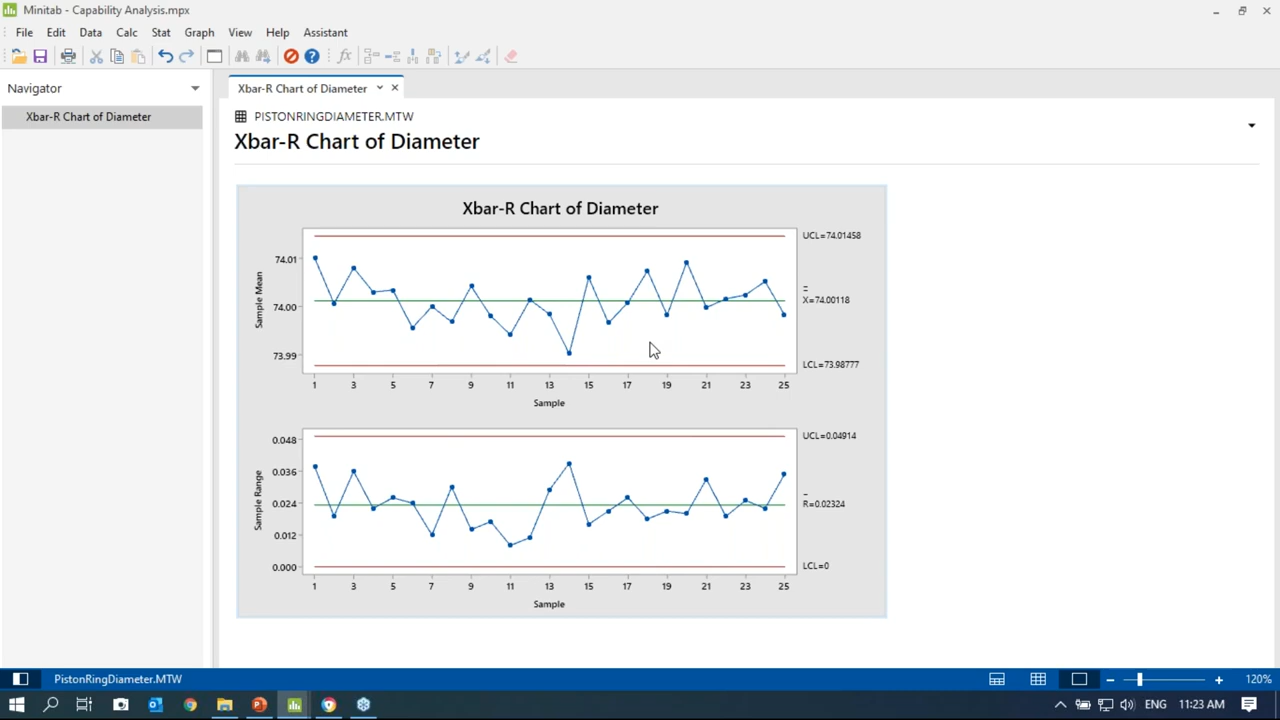 Minitab - Capability Analysis.mpx
File Edit Data Calc Stat Graph View Help Assistant
Navigator
Xbar-R Chart of Diameter
Xbar-R Chart of Diameter
PISTONRINGDIAMETER.MTW
Xbar-R Chart of Diameter
Xbar-R Chart of Diameter
UCL=74.01458
74.01
Sample Mean
X=74.00118
74.00
73.99
LCL=73.98777
1 3 5 7 9 11 13 15 17 19 21 23 25
Sample
UCL=0.04914
0.048
0.036
Sample Range
0.024
R=0.02324
0.012
0.000
LCL=0
1 3 5 7 9 11 13 15 17 19 21 23 25
Sample
PistonRingDiameter.MTW
120%
ENG 11:23 AM